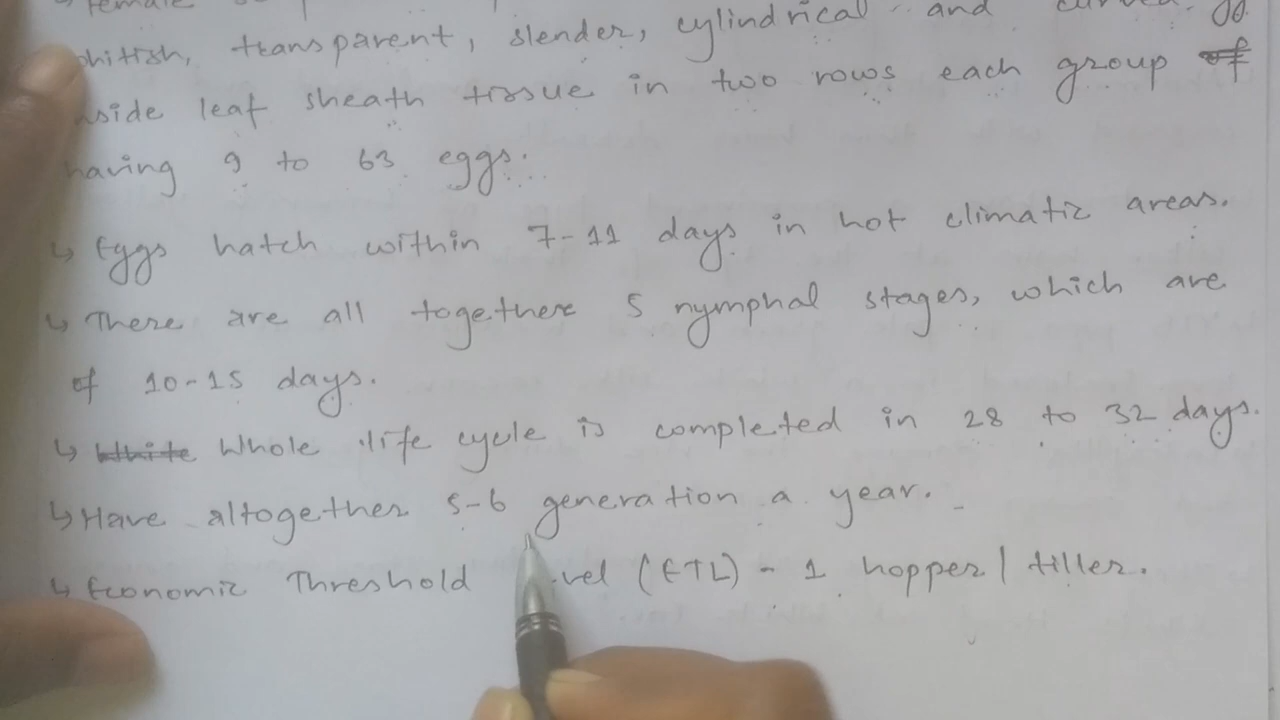 female
whitish, transparent, slender, cylindrical and curved
inside leaf sheath tissue in two rows each group of
having 9 to 63 eggs.
↳ Eggs hatch within 7-11 days in hot climatic areas.
↳ There are all together 5 nymphal stages, which are
of 10-15 days.
↳ White Whole life cycle is completed in 28 to 32 days.
↳ Have altogether 5-6 generation a year.
↳ Economic Threshold (ETL) - 1 hopper / tiller.